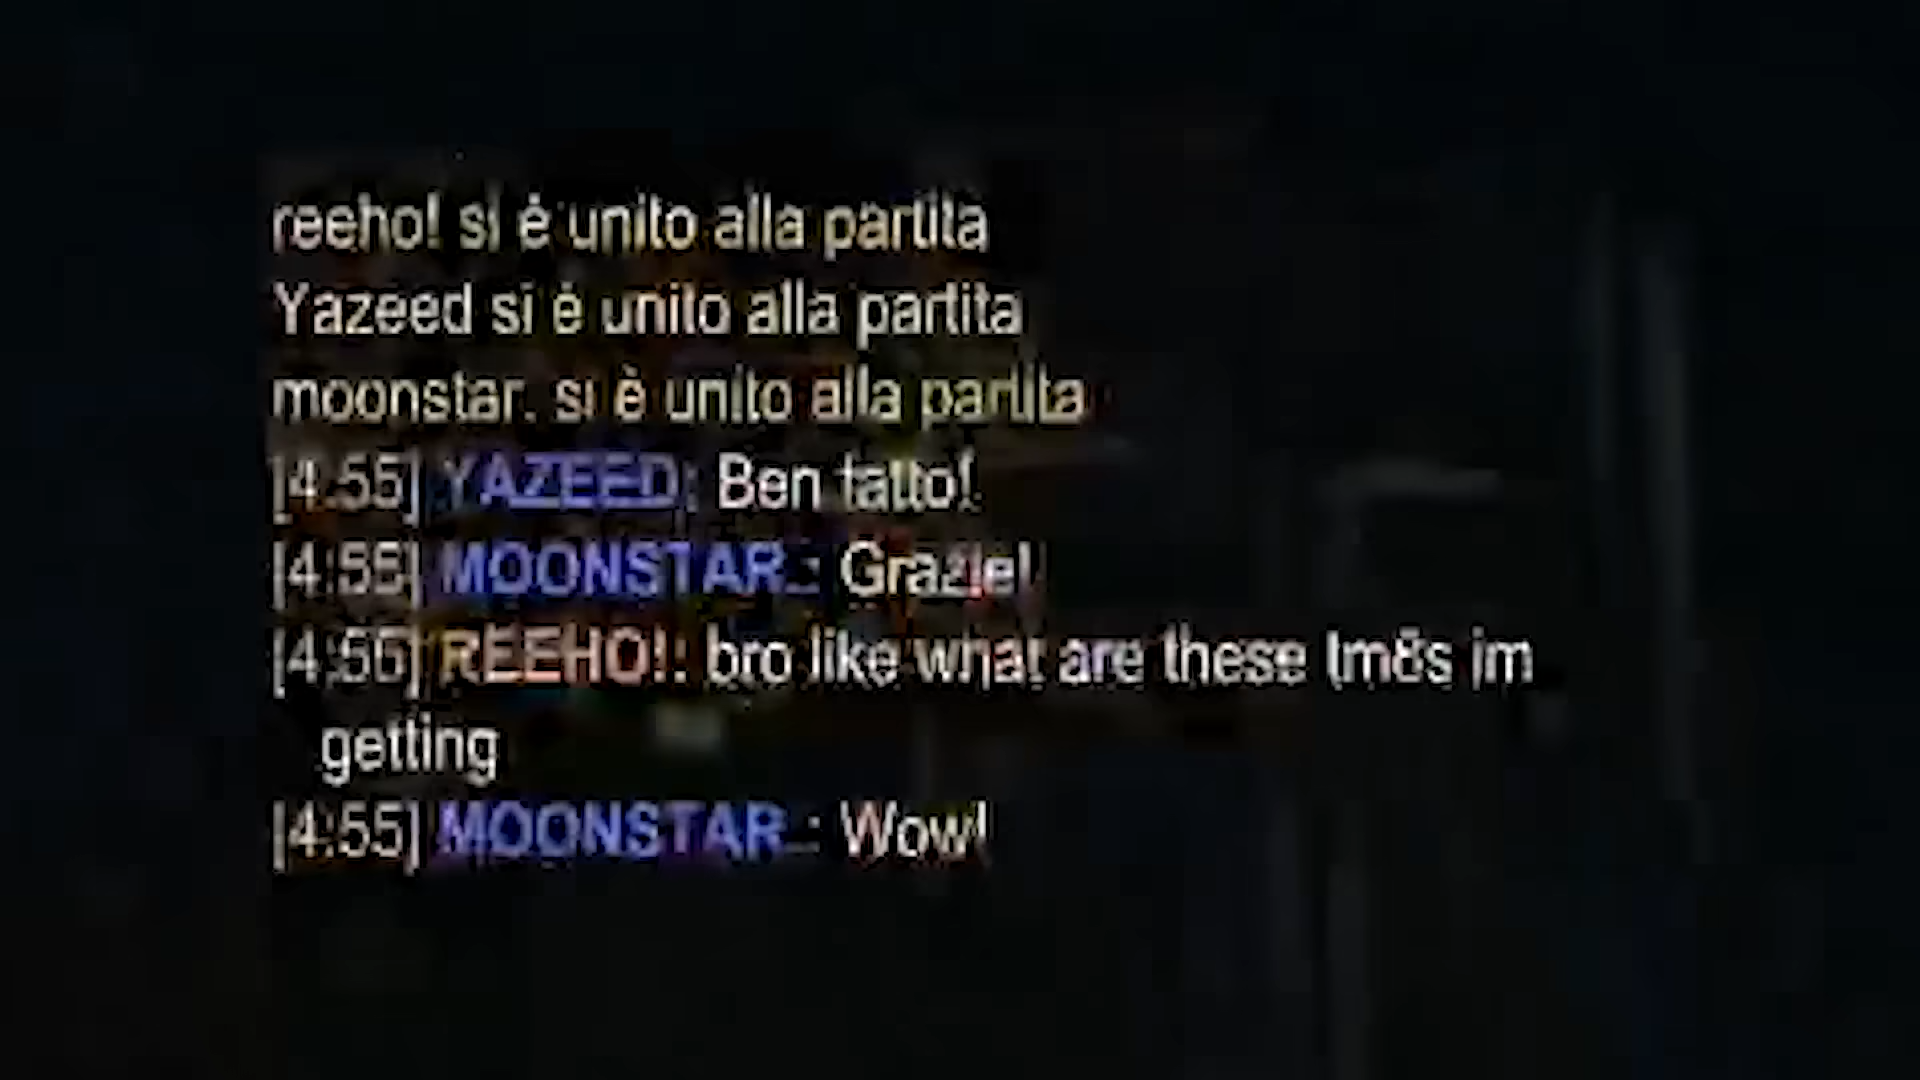 reeho! si è unito alla partita
Yazeed si è unito alla partita
moonstar. si è unito alla partita
[4:55] YAZEED: Ben fatto!
[4:55] MOONSTAR.: Grazie!
[4:55] REEHO!: bro like what are these tm8s im
getting
[4:55] MOONSTAR.: Wow!